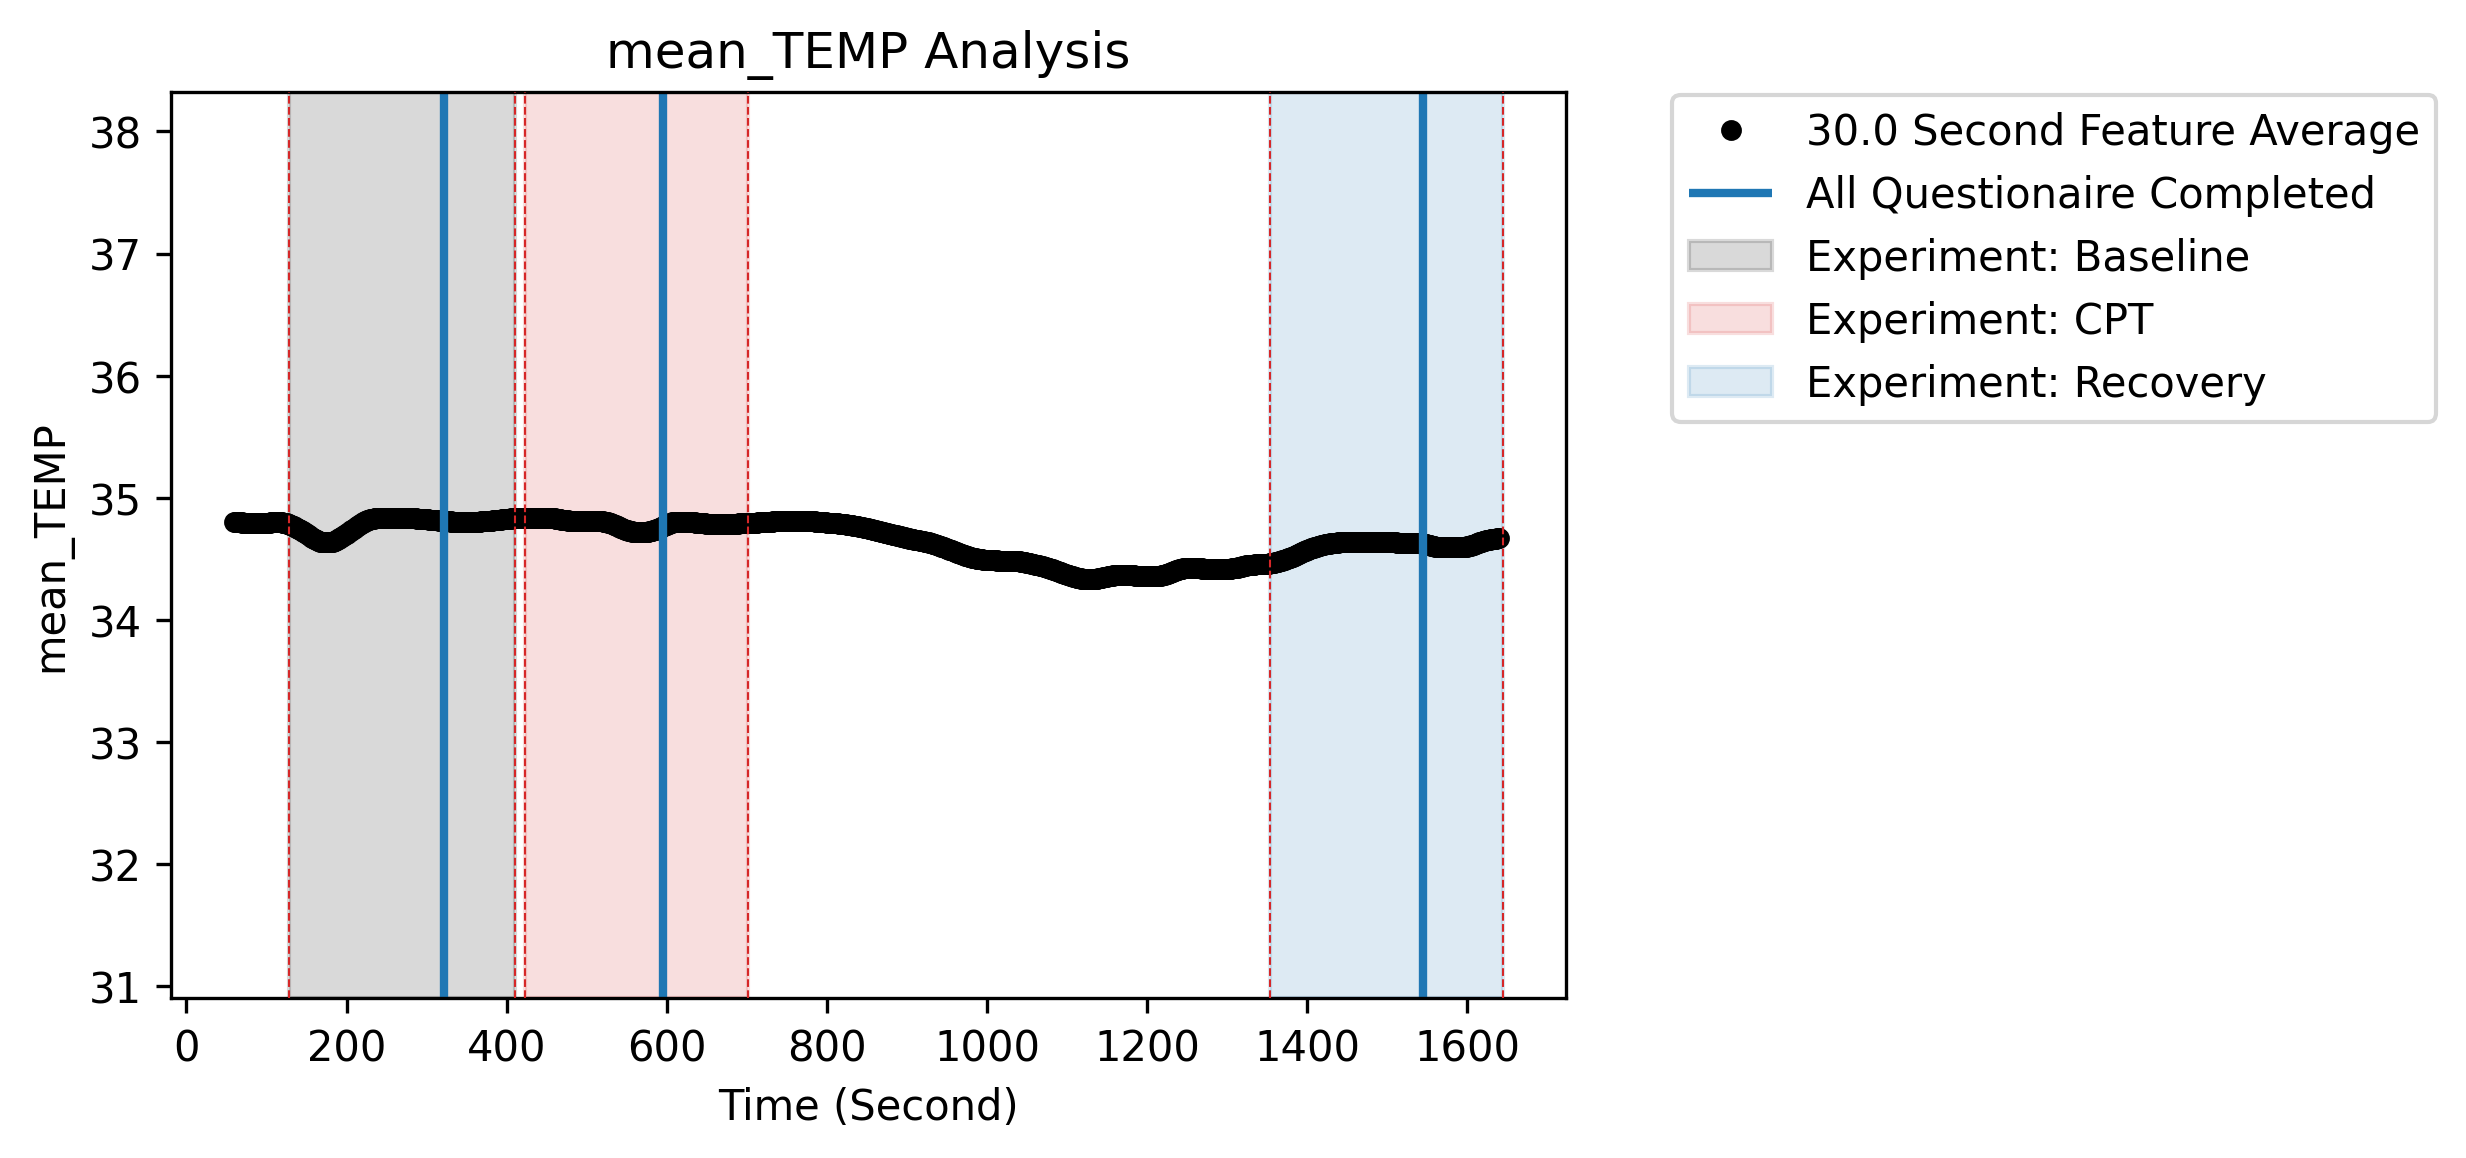 mean_TEMP Analysis
38
37
36
35
34
33
32
31
mean_TEMP
0 200 400 600 800 1000 1200 1400 1600
Time (Second)
30.0 Second Feature Average
All Questionaire Completed
Experiment: Baseline
Experiment: CPT
Experiment: Recovery